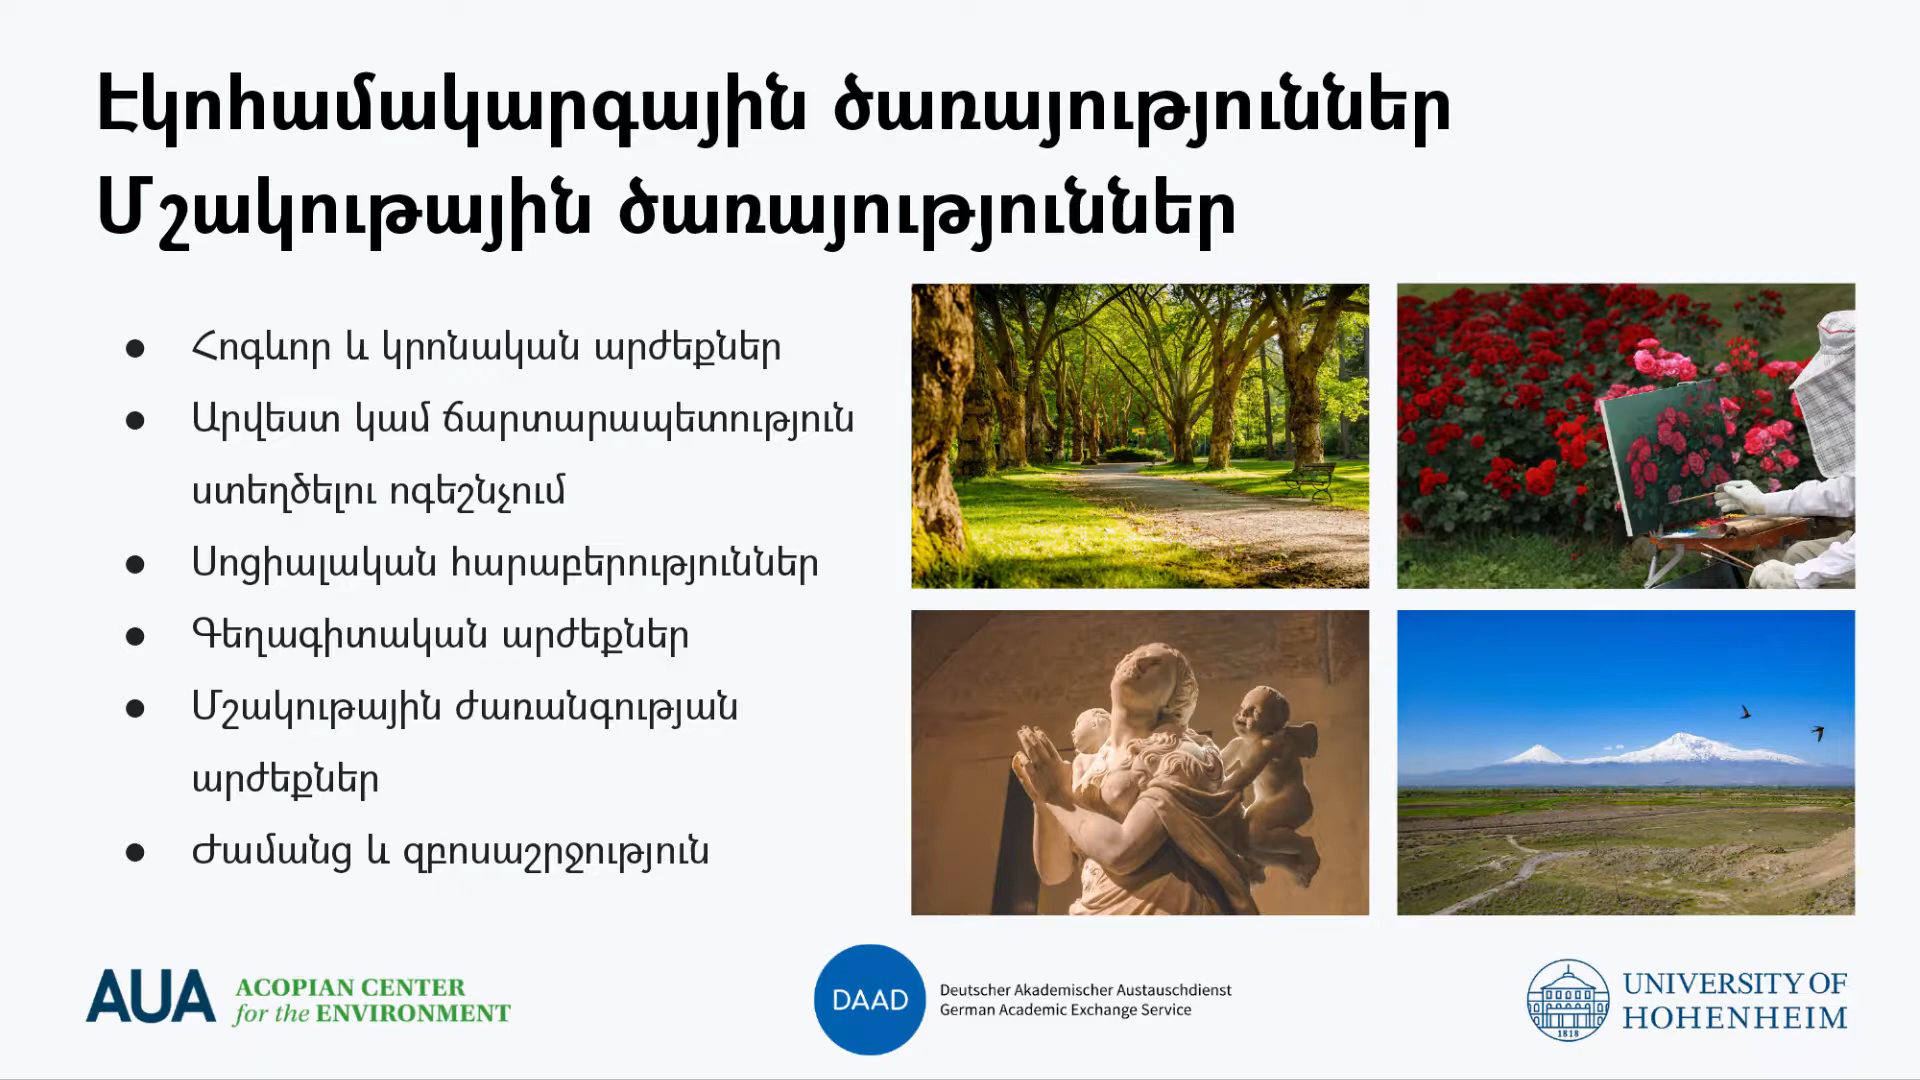 Էկոհամակարգային ծառայություններ
Մշակութային ծառայություններ
● Հոգևոր և կրոնական արժեքներ
● Արվեստ կամ ճարտարապետություն
ստեղծելու ոգեշնչում
● Սոցիալական հարաբերություններ
● Գեղագիտական արժեքներ
● Մշակութային ժառանգության
արժեքներ
● Ժամանց և զբոսաշրջություն
AUA ACOPIAN CENTER
for the ENVIRONMENT
DAAD
Deutscher Akademischer Austauschdienst
German Academic Exchange Service
1818
UNIVERSITY OF
HOHENHEIM